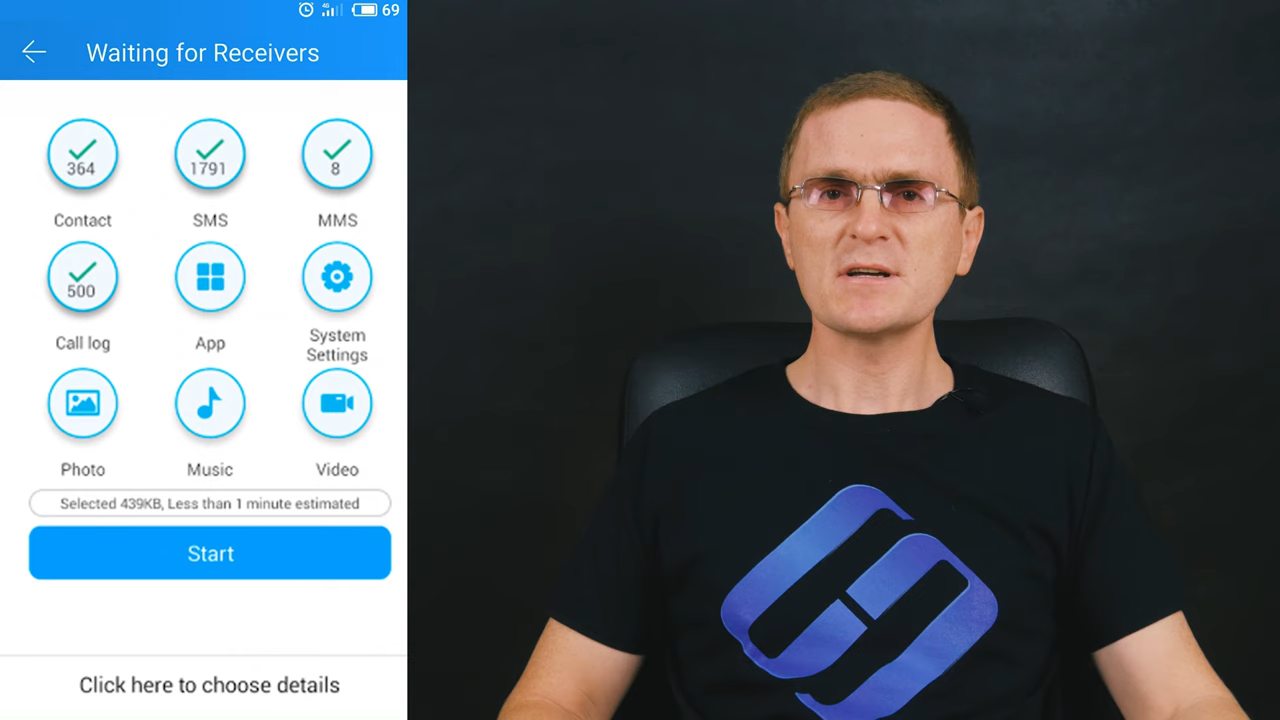 4G 69
Waiting for Receivers
364 1791 8
Contact SMS MMS
500
Call log App System
Settings
Photo Music Video
Selected 439KB, Less than 1 minute estimated
Start
Click here to choose details